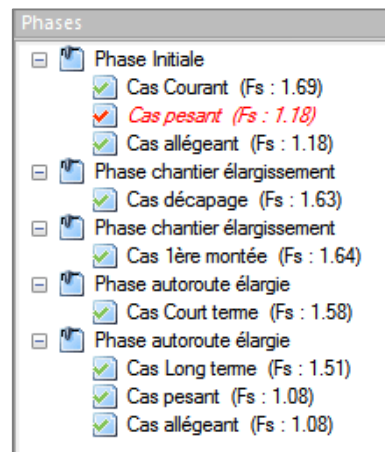 Phases
Phase Initiale
Cas Courant (Fs : 1.69)
Cas pesant (Fs : 1.18)
Cas allégeant (Fs : 1.18)
Phase chantier élargissement
Cas décapage (Fs : 1.63)
Phase chantier élargissement
Cas 1ère montée (Fs : 1.64)
Phase autoroute élargie
Cas Court terme (Fs : 1.58)
Phase autoroute élargie
Cas Long terme (Fs : 1.51)
Cas pesant (Fs : 1.08)
Cas allégeant (Fs : 1.08)